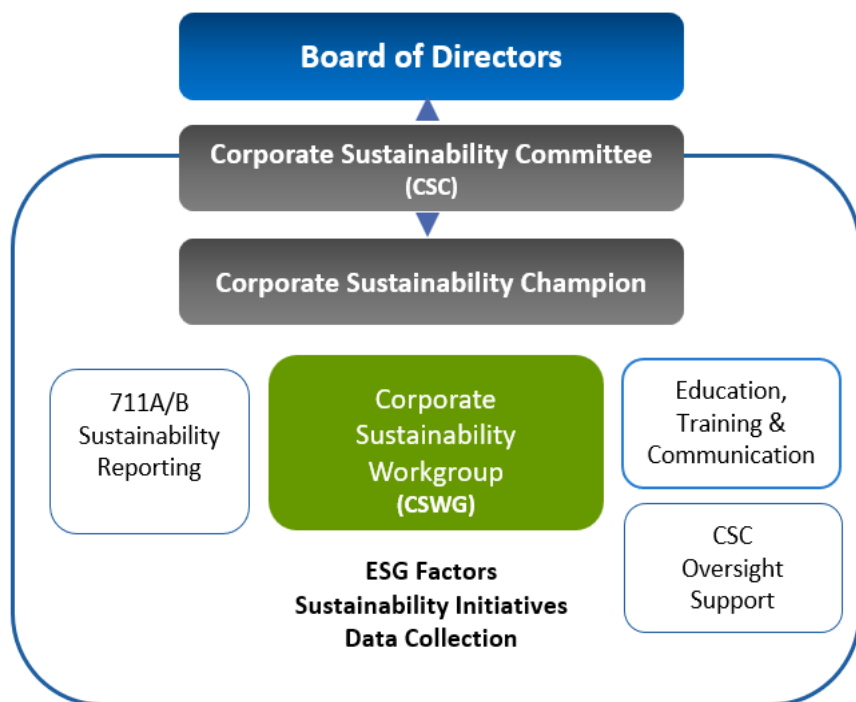 Board of Directors
Corporate Sustainability Committee
(CSC)
Corporate Sustainability Champion
711A/B
Sustainability
Reporting
Corporate
Sustainability
Workgroup
(CSWG)
ESG Factors
Sustainability Initiatives
Data Collection
Education,
Training &
Communication
CSC
Oversight
Support